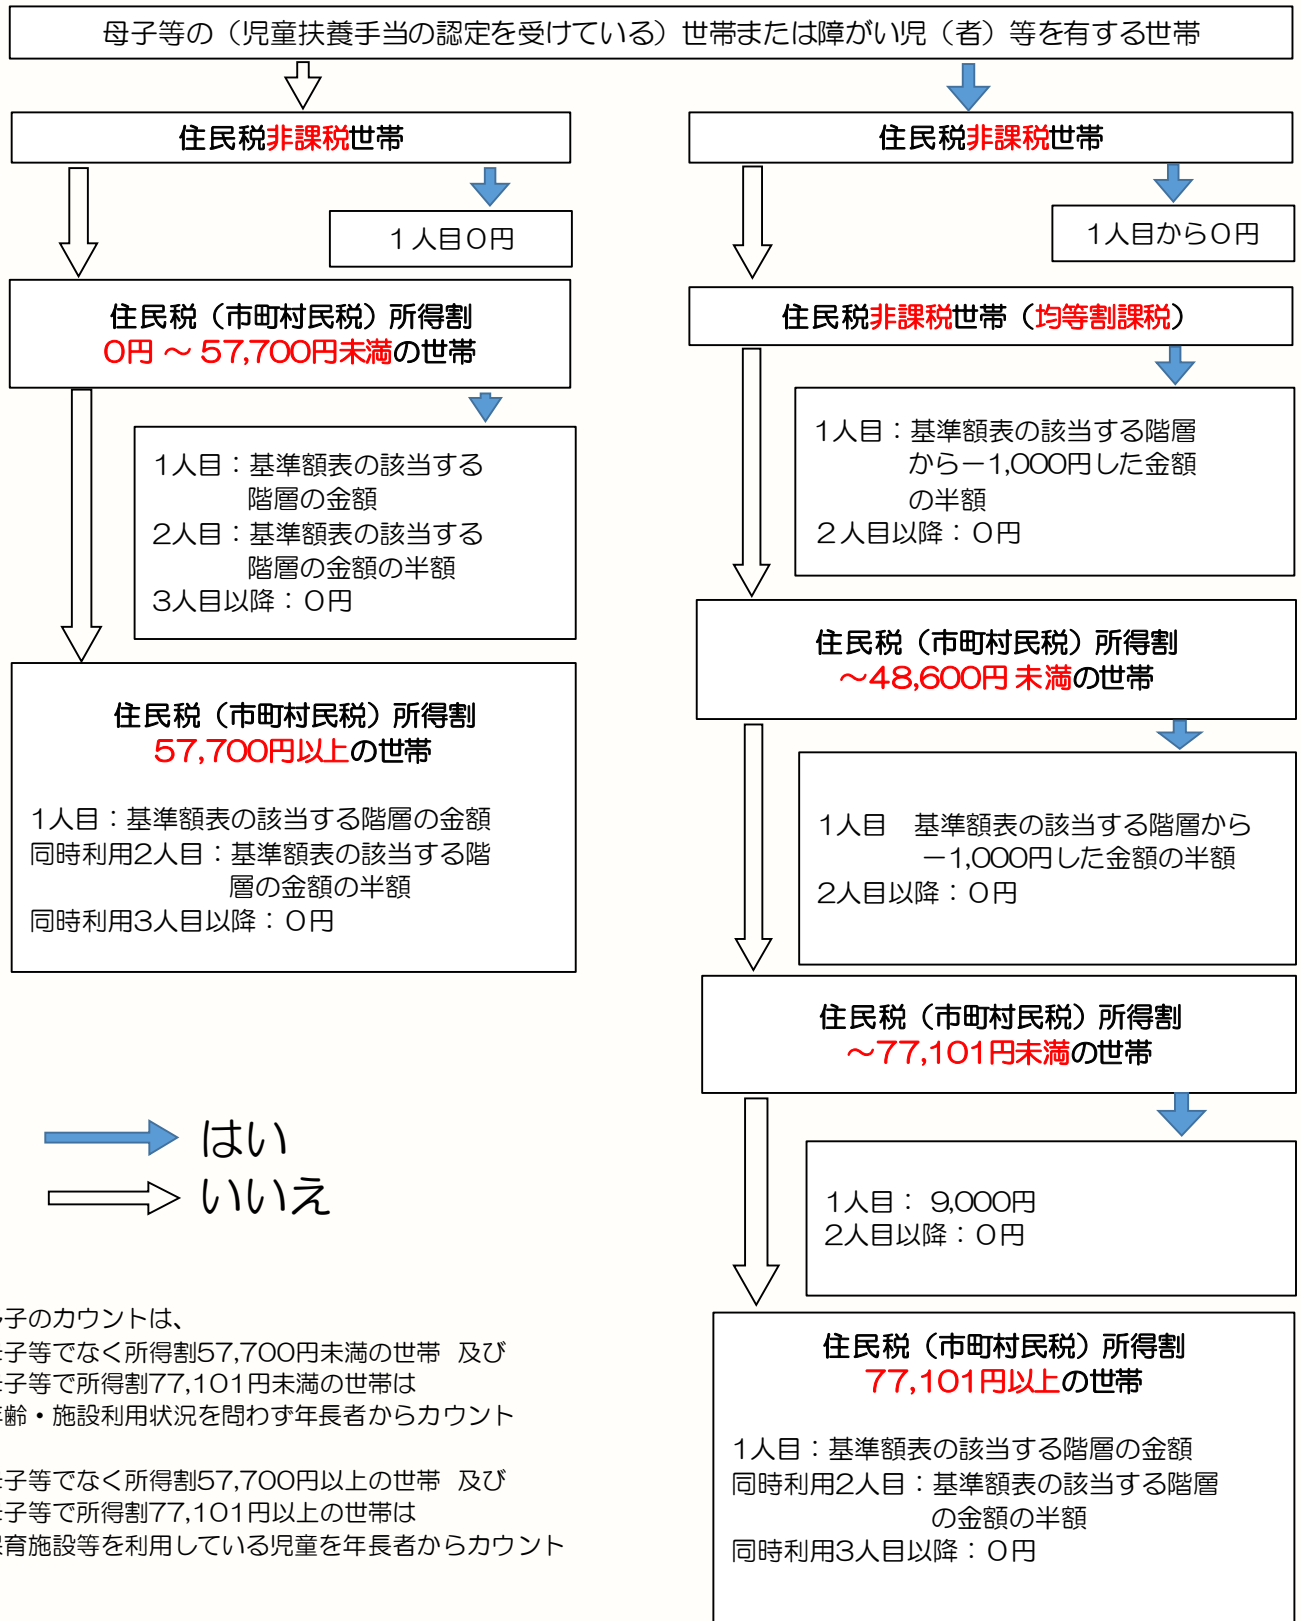 母子等の（児童扶養手当の認定を受けている）世帯または障がい児（者）等を有する世帯
住民税非課税世帯
１人目０円
住民税（市町村民税）所得割
0円 ～ 57,700円未満の世帯
1人目：基準額表の該当する
階層の金額
2人目：基準額表の該当する
階層の金額の半額
3人目以降：０円
住民税（市町村民税）所得割
57,700円以上の世帯
1人目：基準額表の該当する階層の金額
同時利用2人目：基準額表の該当する階
層の金額の半額
同時利用3人目以降：０円
住民税非課税世帯
1人目から０円
住民税非課税世帯（均等割課税）
1人目：基準額表の該当する階層
から－1,000円した金額
の半額
２人目以降：０円
住民税（市町村民税）所得割
～48,600円 未満の世帯
1人目　基準額表の該当する階層から
－1,000円した金額の半額
2人目以降：０円
住民税（市町村民税）所得割
～77,101円未満の世帯
1人目： 9,000円
2人目以降：０円
住民税（市町村民税）所得割
77,101円以上の世帯
1人目：基準額表の該当する階層の金額
同時利用2人目：基準額表の該当する階層
の金額の半額
同時利用3人目以降：０円
はい
いいえ
子のカウントは、
子等でなく所得割57,700円未満の世帯 及び
子等で所得割77,101円未満の世帯は
齢・施設利用状況を問わず年長者からカウント
子等でなく所得割57,700円以上の世帯 及び
子等で所得割77,101円以上の世帯は
育施設等を利用している児童を年長者からカウント